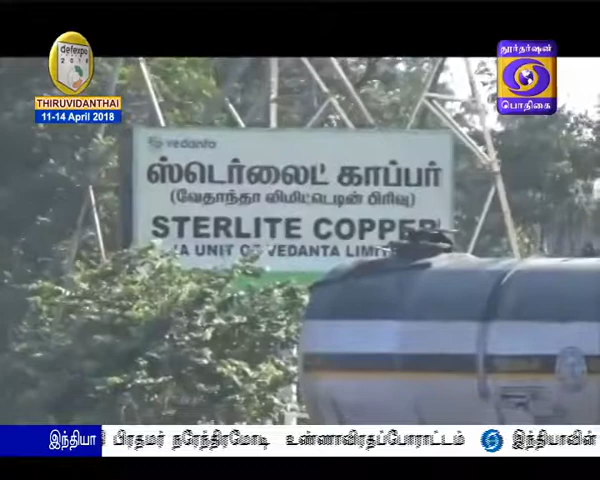 defexpo
2018
தூர்தர்ஷன்
பொதிகை
THIRUVIDANTHAI
11-14 April 2018
vedanta
ஸ்டெர்லைட் காப்பர்
(வேதாந்தா லிமிட்டெடின் பிரிவு)
STERLITE COPPER
(A UNIT OF VEDANTA LIMITED)
இந்தியா பிரதமர் நரேந்திரமோடி உண்ணாவிரதப்போராட்டம் இந்தியாவின்